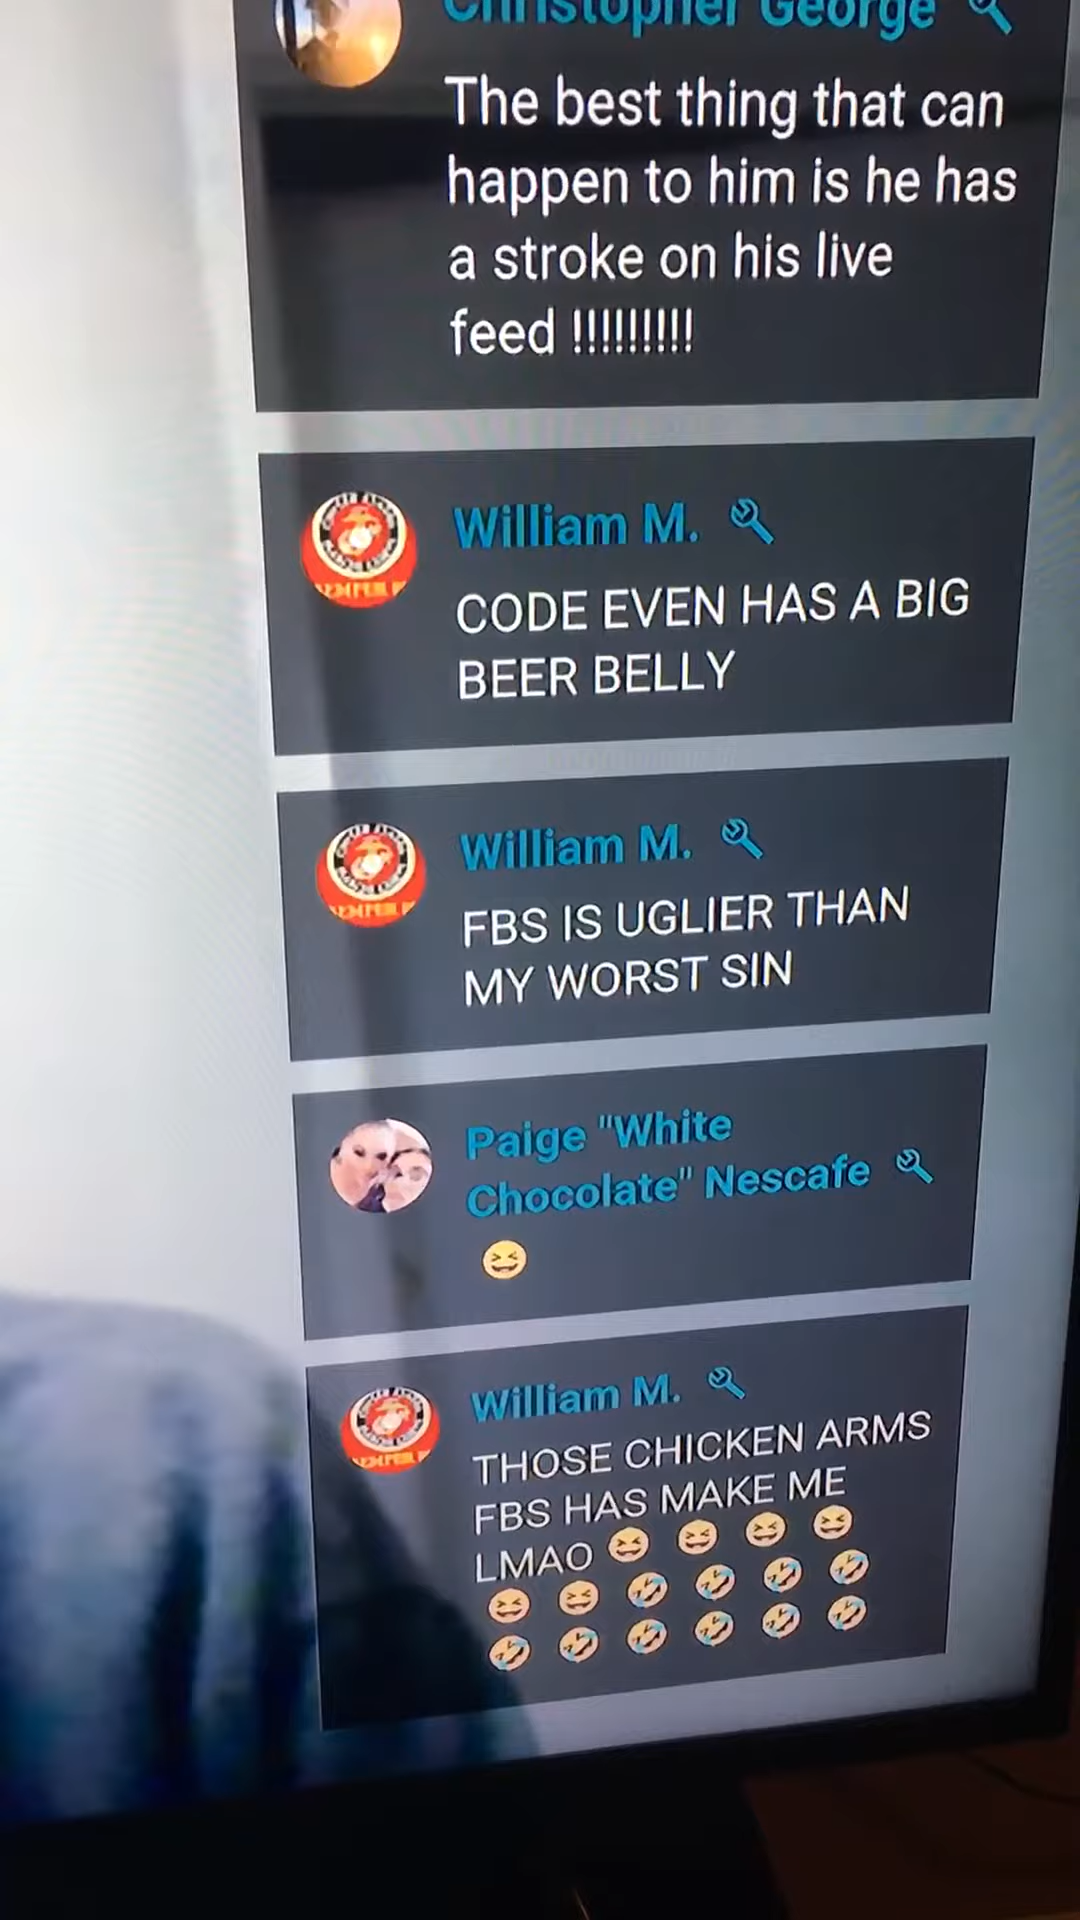 Christopher George
The best thing that can
happen to him is he has
a stroke on his live
feed !!!!!!!!!
William M.
CODE EVEN HAS A BIG
BEER BELLY
William M.
FBS IS UGLIER THAN
MY WORST SIN
Paige "White
Chocolate" Nescafe
😆
William M.
THOSE CHICKEN ARMS
FBS HAS MAKE ME
LMAO 😆 😆 😆 😆
😆 😆 🤣 🤣 🤣 🤣
🤣 🤣 🤣 🤣 🤣 🤣